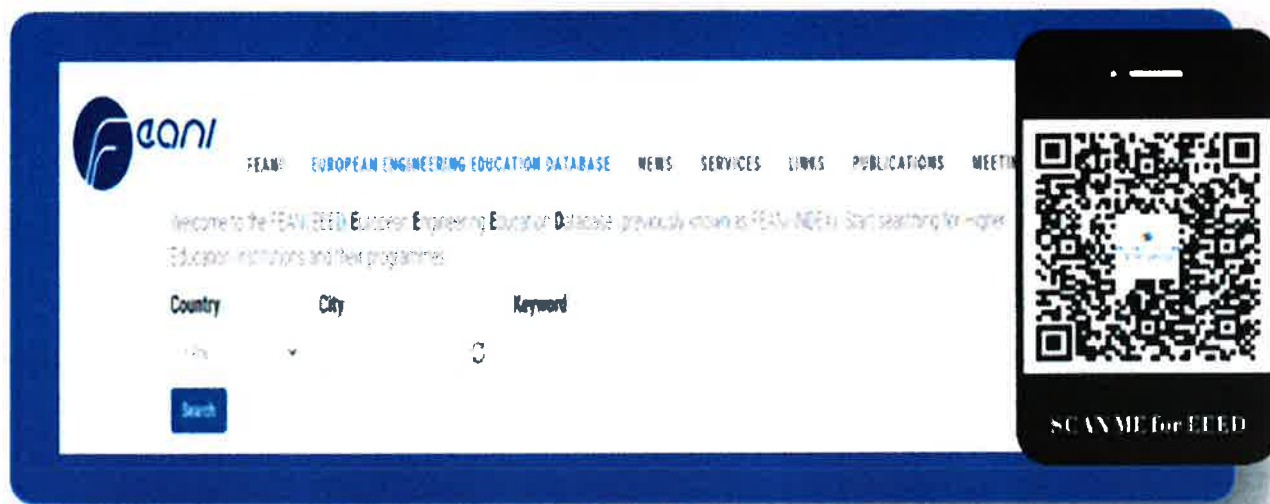 Feani
FEANI EUROPEAN ENGINEERING EDUCATION DATABASE NEWS SERVICES LINKS PUBLICATIONS MEETIN
Welcome to the FEANI EEED (European Engineering Education Database, previously known as FEANI INDEX). Start searching for Higher
Education Institutions and their programmes
Country City Keyword
Search
SCAN ME for EEED